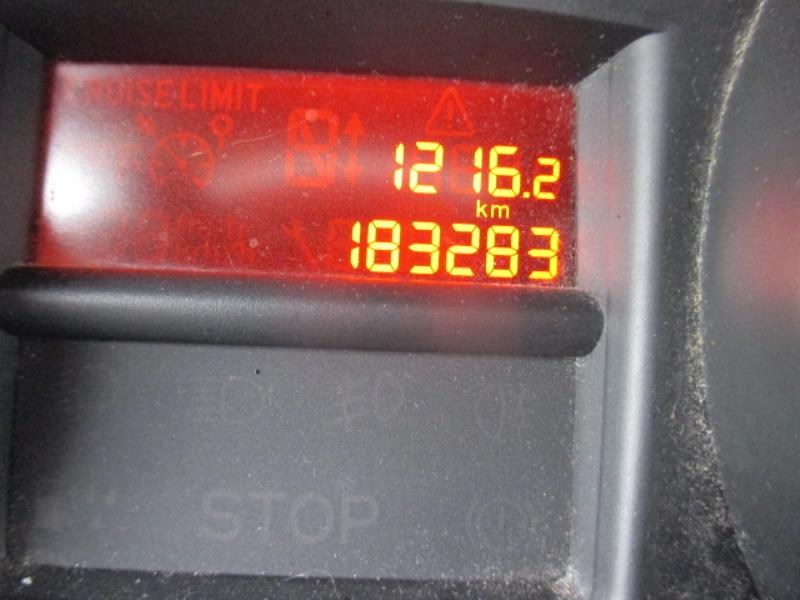 CRUISE LIMIT
1216.2
km
183283
STOP